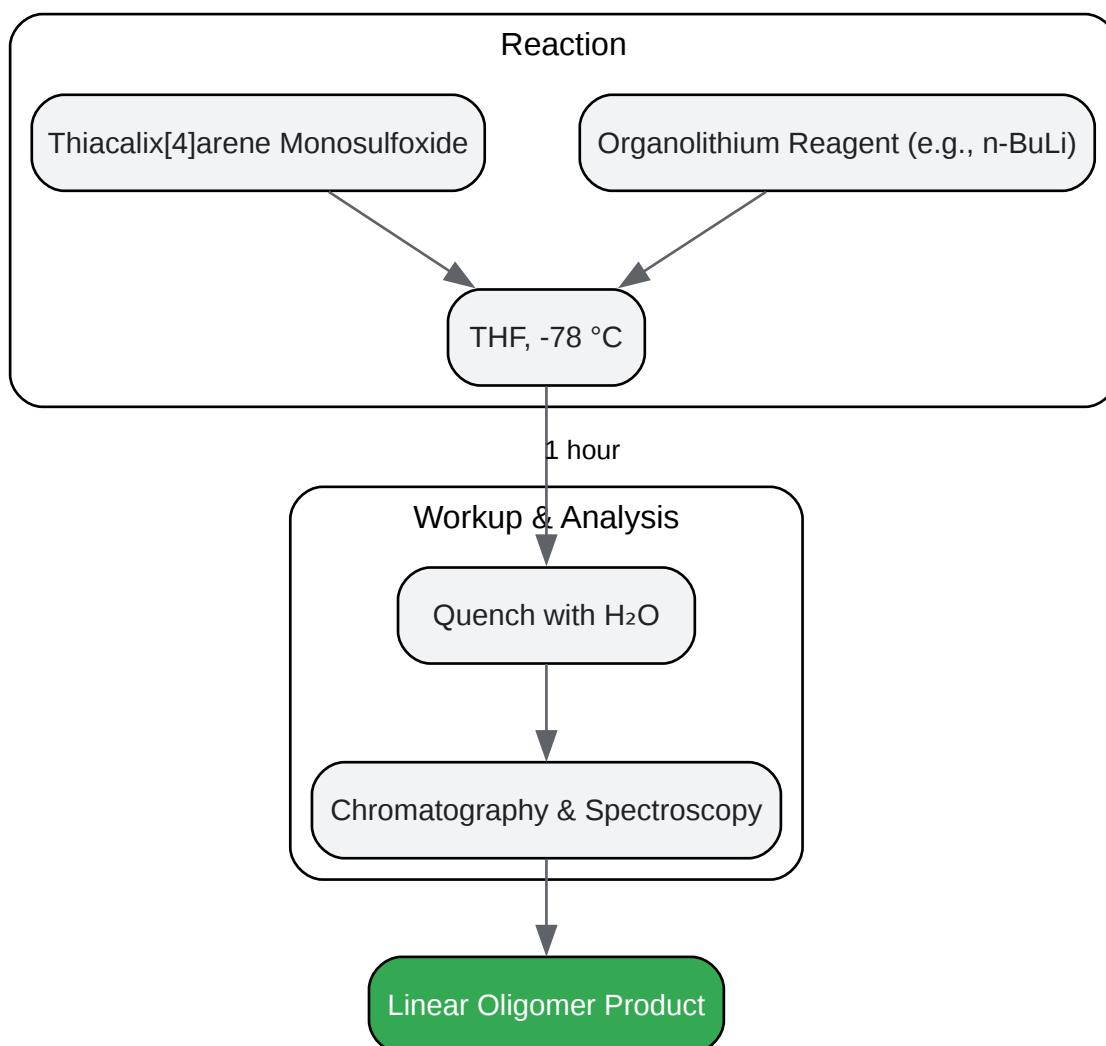 Reaction
Thiacalix[4]arene Monosulfoxide
Organolithium Reagent (e.g., n-BuLi)
THF, -78 °C
1 hour
Workup & Analysis
Quench with H₂O
Chromatography & Spectroscopy
Linear Oligomer Product